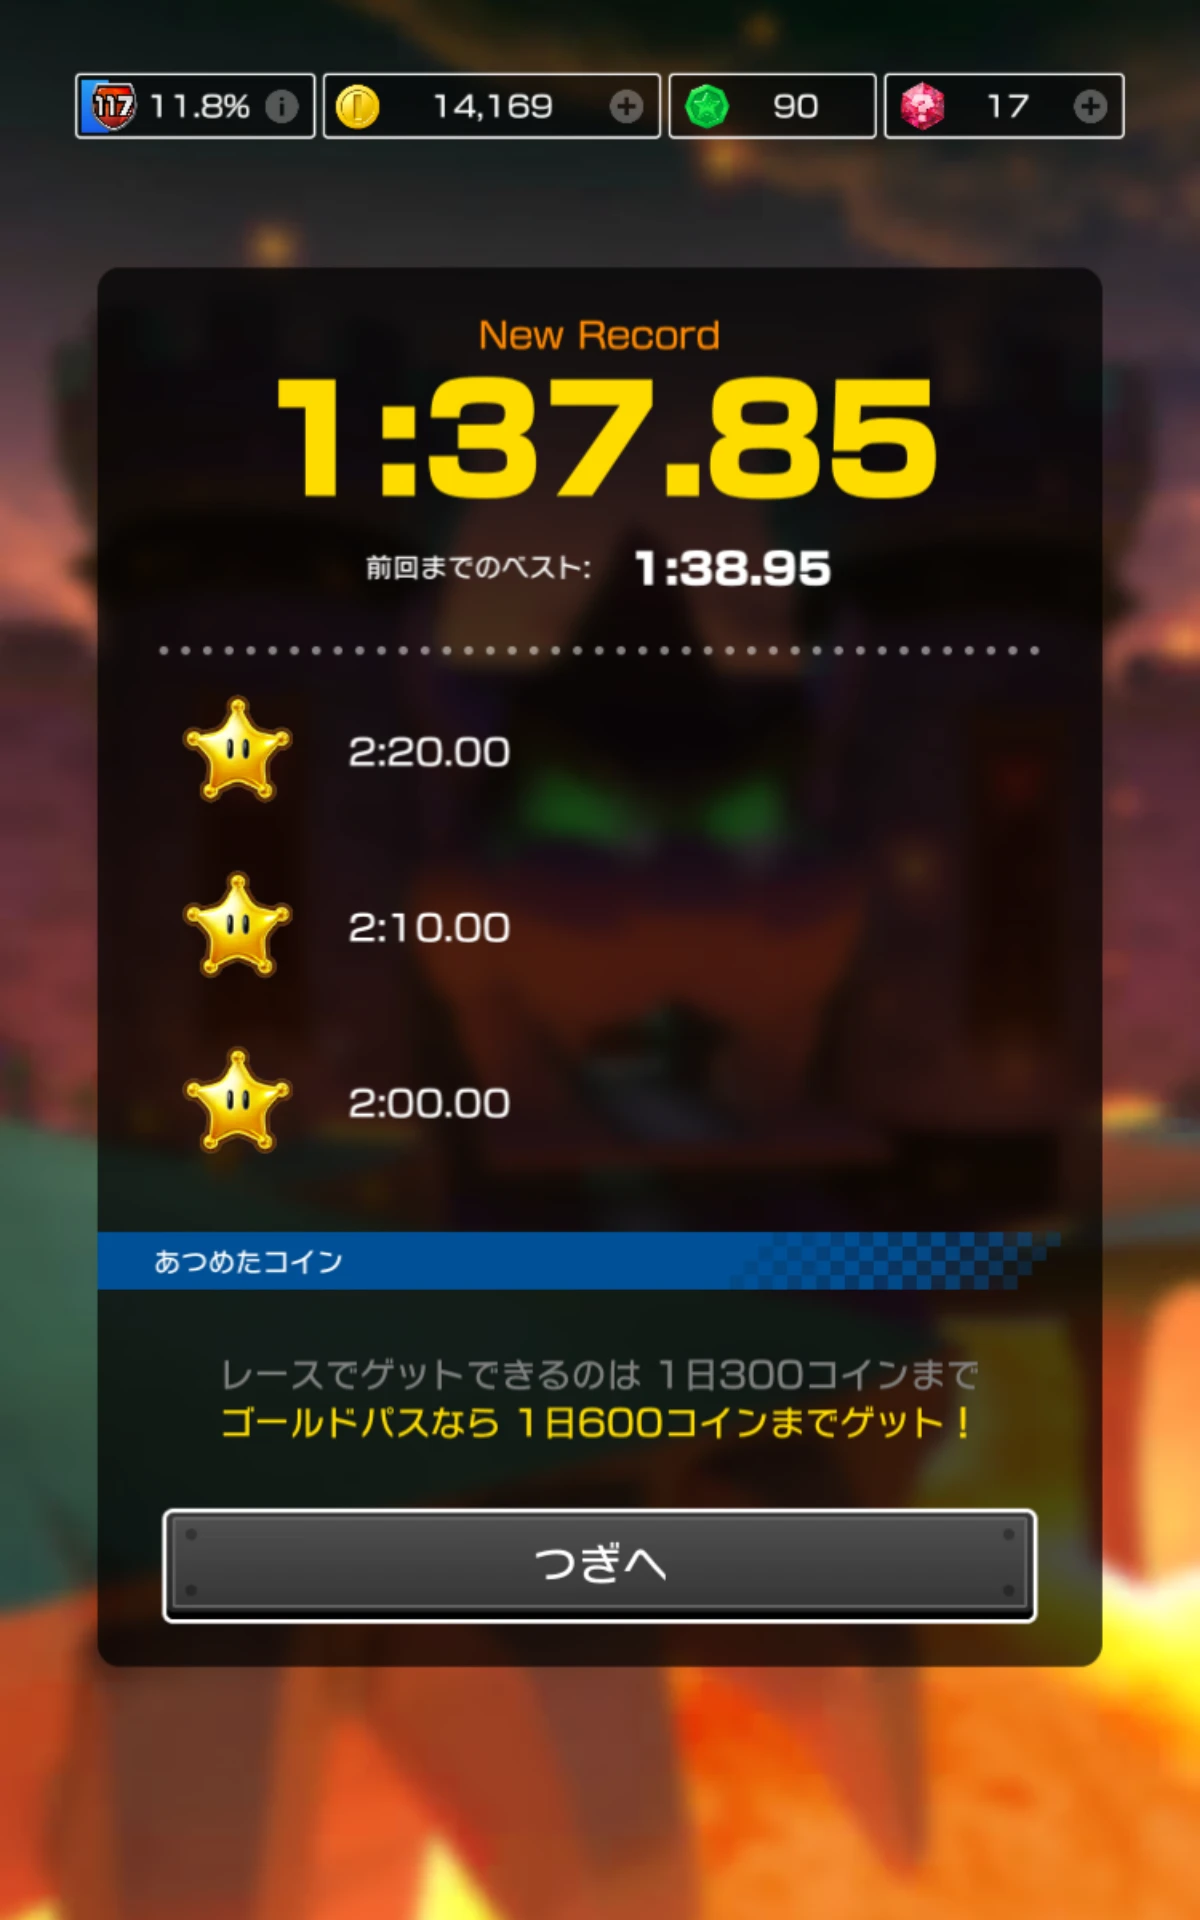 117 11.8% i 14,169 + 90 ? 17 +
New Record
1:37.85
前回までのベスト: 1:38.95
2:20.00
2:10.00
2:00.00
あつめたコイン
レースでゲットできるのは 1日300コインまで
ゴールドパスなら 1日600コインまでゲット！
つぎへ